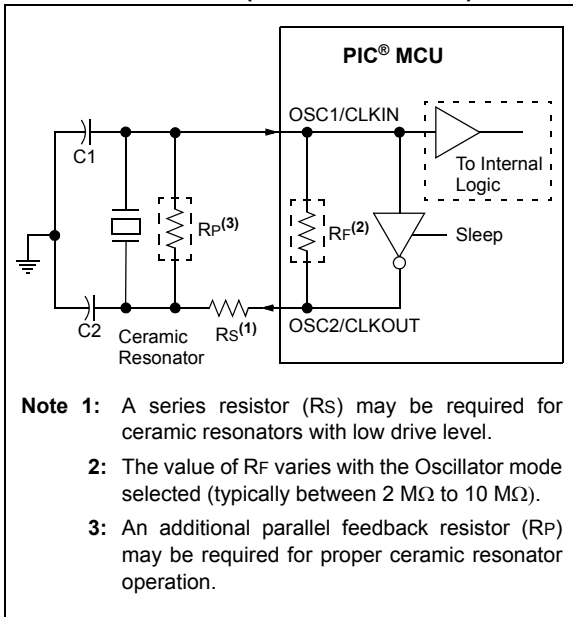 PIC® MCU
OSC1/CLKIN
C1
To Internal
Logic
RP(3)
RF(2)
Sleep
C2
Ceramic
Resonator
RS(1)
OSC2/CLKOUT
Note 1: A series resistor (RS) may be required for
ceramic resonators with low drive level.
2: The value of RF varies with the Oscillator mode
selected (typically between 2 MΩ to 10 MΩ).
3: An additional parallel feedback resistor (RP)
may be required for proper ceramic resonator
operation.